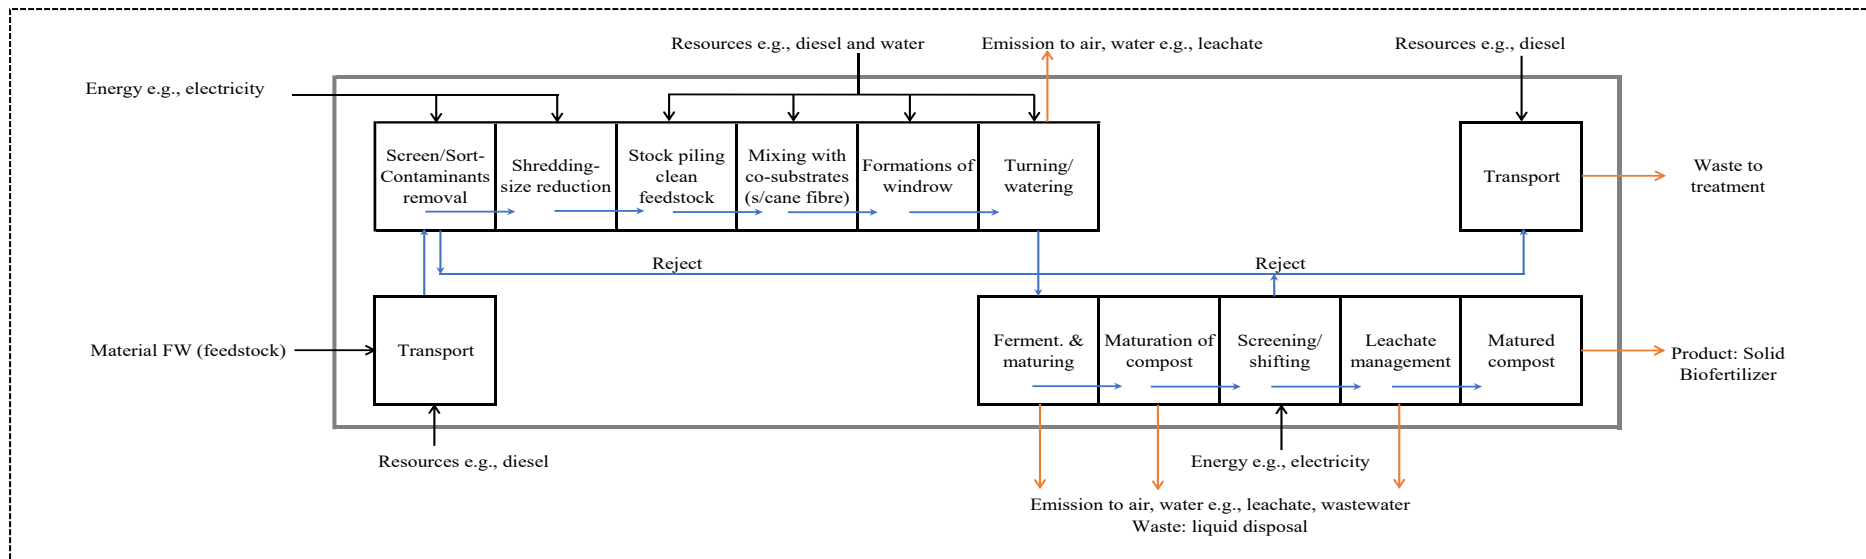 Resources e.g., diesel and water
Emission to air, water e.g., leachate
Resources e.g., diesel
Energy e.g., electricity
Screen/Sort-
Contaminants
removal
Shredding-
size reduction
Stock piling
clean
feedstock
Mixing with
co-substrates
(s/cane fibre)
Formations of
windrow
Turning/
watering
Transport
Waste to
treatment
Reject
Reject
Material FW (feedstock)
Transport
Ferment. &
maturing
Maturation of
compost
Screening/
shifting
Leachate
management
Matured
compost
Product: Solid
Biofertilizer
Resources e.g., diesel
Energy e.g., electricity
Emission to air, water e.g., leachate, wastewater
Waste: liquid disposal